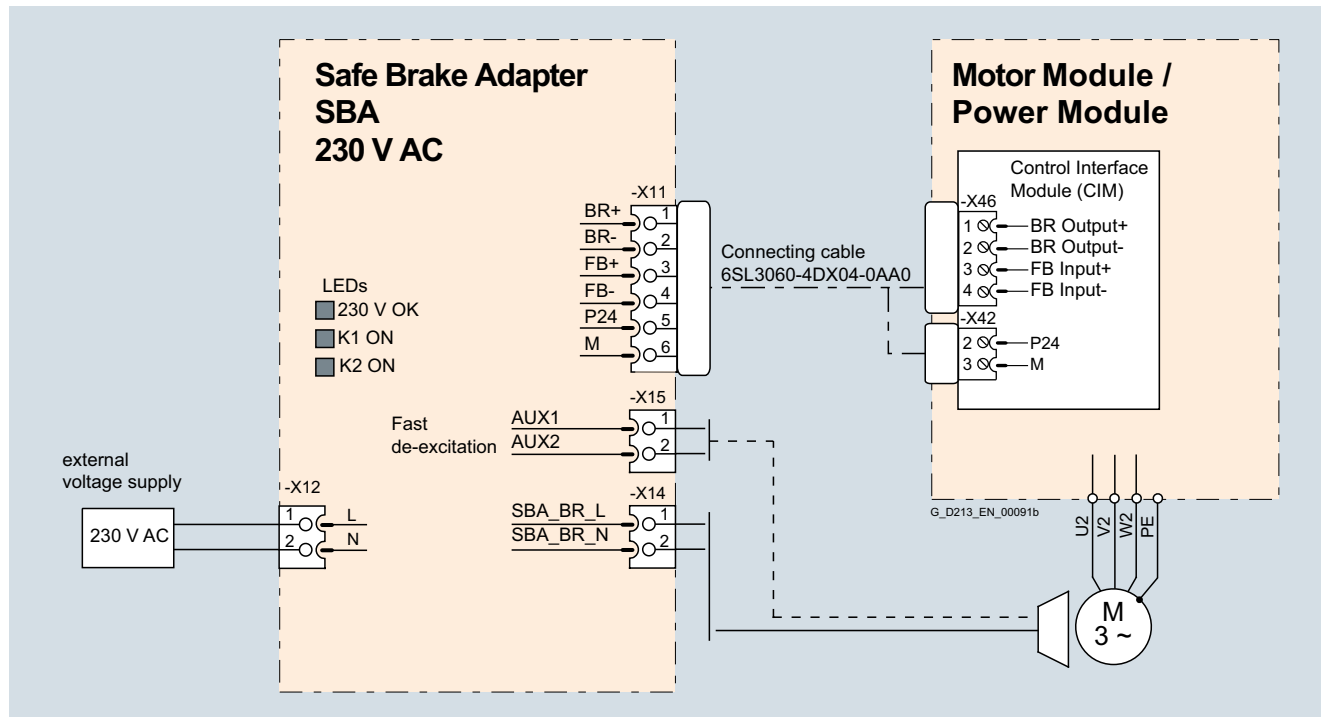 Safe Brake Adapter
SBA
230 V AC
Motor Module /
Power Module
Control Interface
Module (CIM)
-X11
BR+ 1
BR- 2
FB+ 3
FB- 4
P24 5
M 6
Connecting cable
6SL3060-4DX04-0AA0
-X46
1 BR Output+
2 BR Output-
3 FB Input+
4 FB Input-
-X42
2 P24
3 M
LEDs
230 V OK
K1 ON
K2 ON
-X15
Fast
de-excitation
AUX1 1
AUX2 2
external
voltage supply
230 V AC
-X12
1 L
2 N
-X14
SBA_BR_L 1
SBA_BR_N 2
G_D213_EN_00091b
U2
V2
W2
PE
M
3 ~